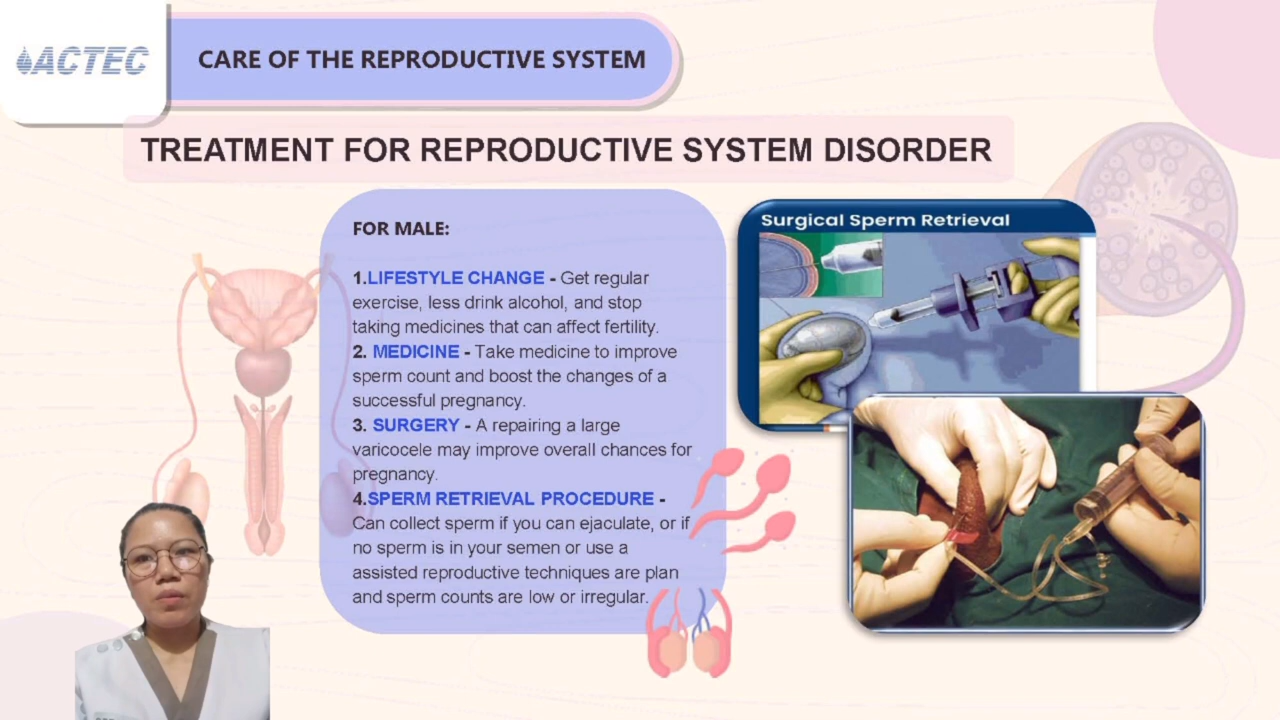 ACTEC
CARE OF THE REPRODUCTIVE SYSTEM
TREATMENT FOR REPRODUCTIVE SYSTEM DISORDER
FOR MALE:
1.LIFESTYLE CHANGE - Get regular
exercise, less drink alcohol, and stop
taking medicines that can affect fertility.
2. MEDICINE - Take medicine to improve
sperm count and boost the changes of a
successful pregnancy.
3. SURGERY - A repairing a large
varicocele may improve overall chances for
pregnancy.
4.SPERM RETRIEVAL PROCEDURE -
Can collect sperm if you can ejaculate, or if
no sperm is in your semen or use a
assisted reproductive techniques are plan
and sperm counts are low or irregular.
Surgical Sperm Retrieval